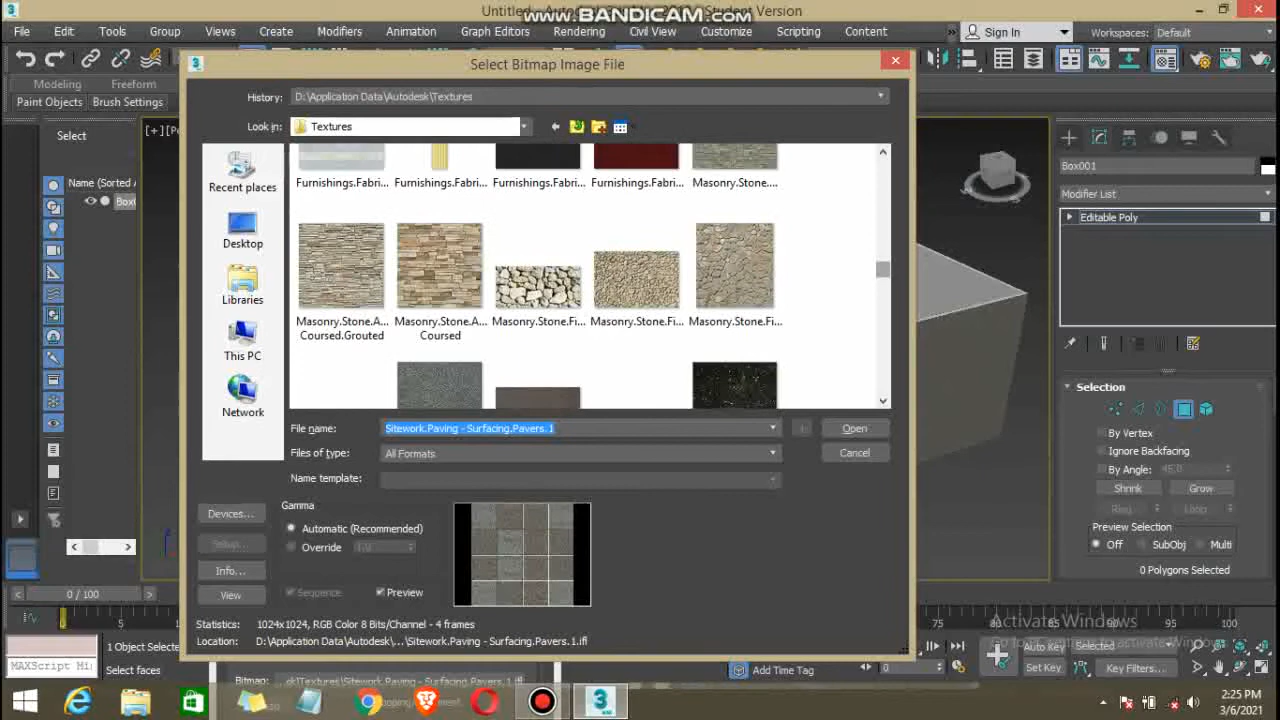 Untitled
Student Version
www.BANDICAM.com
File Edit Tools Group Views Create Modifiers Animation Graph Editors Rendering Civil View Customize Scripting Content » Sign In Workspaces: Default
Modeling Freeform
Paint Objects Brush Settings
Select
Name (Sorted A
Select Bitmap Image File
History: D:\Application Data\Autodesk\Textures
Look in: Textures
Recent places
Desktop
Libraries
This PC
Network
Furnishings.Fabri... Furnishings.Fabri... Furnishings.Fabri... Furnishings.Fabri... Masonry.Stone....
Masonry.Stone.A... Masonry.Stone.A... Masonry.Stone.Fi... Masonry.Stone.Fi... Masonry.Stone.Fi...
Coursed.Grouted Coursed
File name: Sitework.Paving - Surfacing.Pavers.1 Open
Files of type: All Formats Cancel
Name template:
Devices...
Setup...
Info...
View
Gamma
Automatic (Recommended)
Override 1.0
Sequence Preview
Statistics: 1024x1024, RGB Color 8 Bits/Channel - 4 frames
Location: D:\Application Data\Autodesk\...\Sitework.Paving - Surfacing.Pavers.1.ifl
Box001
Modifier List
Editable Poly
Selection
By Vertex
Ignore Backfacing
By Angle: 45.0
Shrink Grow
Ring Loop
Preview Selection
Off SubObj Multi
0 Polygons Selected
0 / 100
5 75 80 85 90 95 100
Activate Windows
MAXScript Mi
1 Object Selected
Select faces
Add Time Tag
0
Auto Key Selected
Set Key Key Filters...
Bitmap:
2:25 PM
3/6/2021